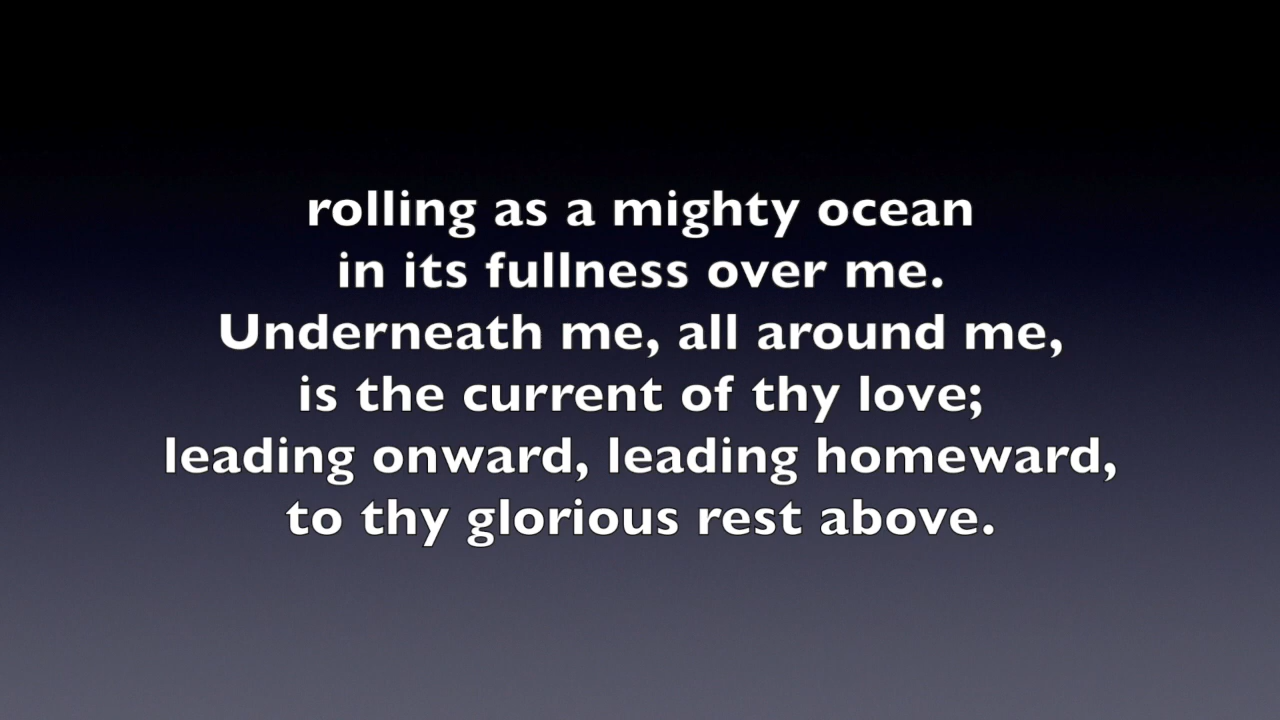 rolling as a mighty ocean
in its fullness over me.
Underneath me, all around me,
is the current of thy love;
leading onward, leading homeward,
to thy glorious rest above.